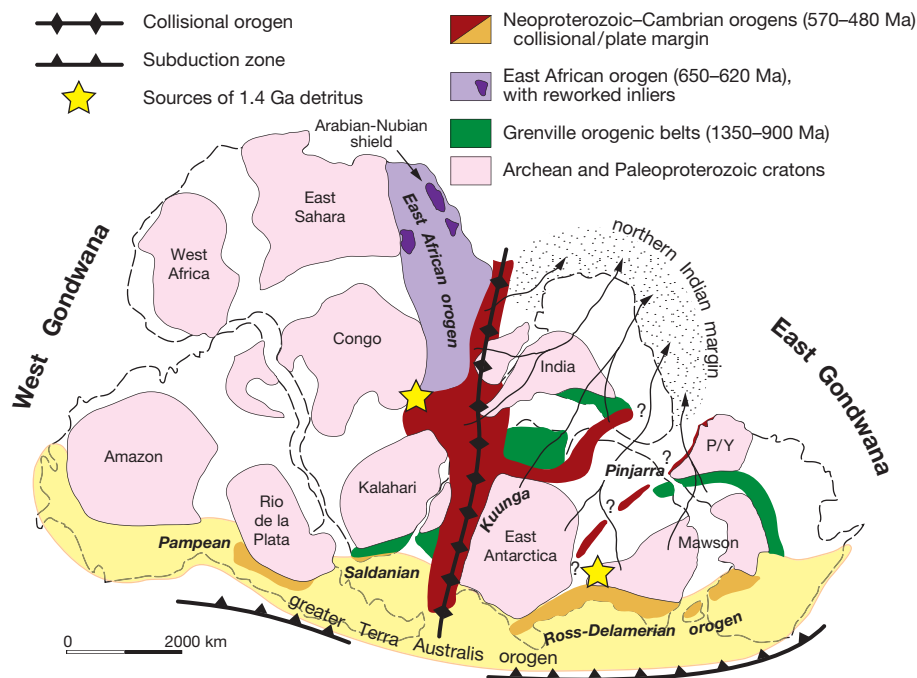 Collisional orogen
Subduction zone
Sources of 1.4 Ga detritus
Neoproterozoic–Cambrian orogens (570–480 Ma)
collisional/plate margin
East African orogen (650–620 Ma),
with reworked inliers
Grenville orogenic belts (1350–900 Ma)
Archean and Paleoproterozoic cratons
Arabian-Nubian
shield
East
Sahara
East African orogen
West
Africa
West Gondwana
northern Indian margin
East Gondwana
Congo
India
?
Amazon
Rio
de la
Plata
Kalahari
Kuunga
Pinjarra
?
P/Y
?
East
Antarctica
Mawson
?
Pampean
Saldanian
Ross-Delamerian orogen
greater Terra Australis orogen
0 2000 km